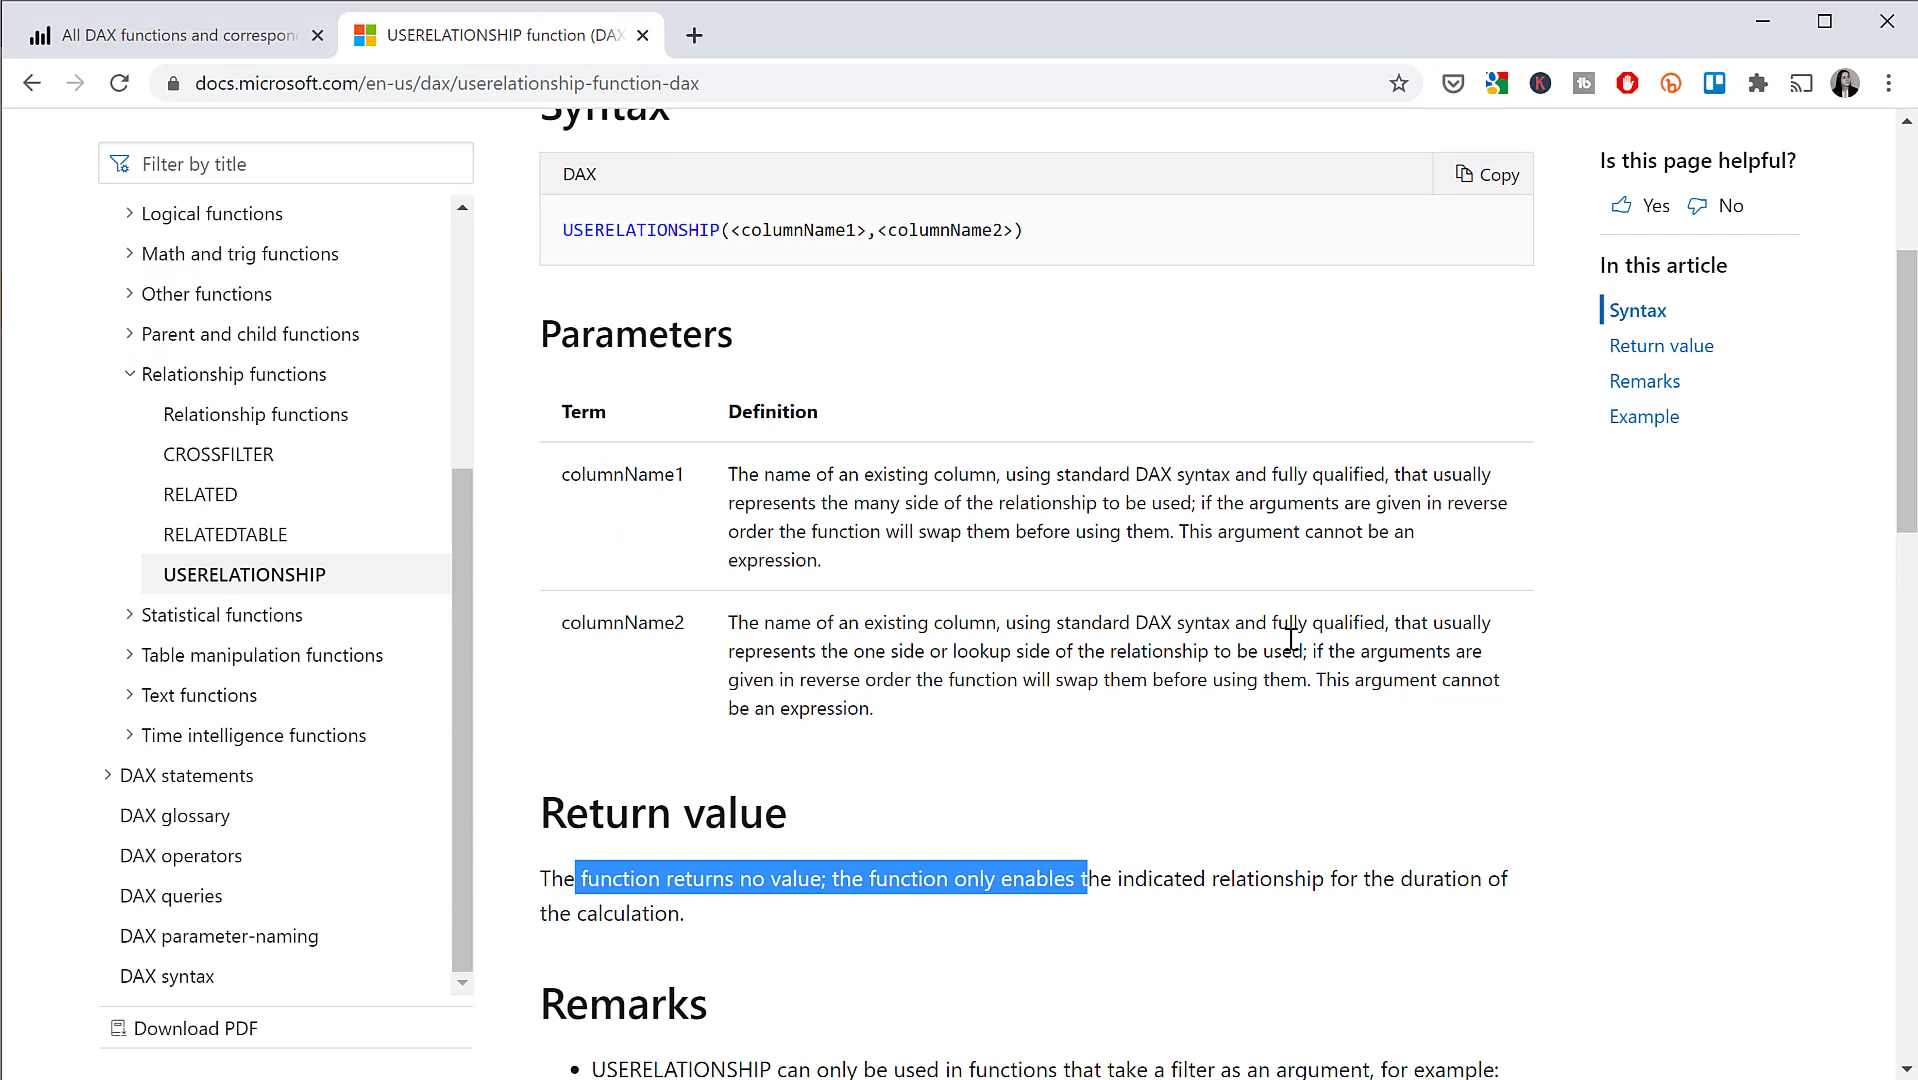 All DAX functions and correspon
USERELATIONSHIP function (DAX
docs.microsoft.com/en-us/dax/userelationship-function-dax
Filter by title
Logical functions
Math and trig functions
Other functions
Parent and child functions
Relationship functions
Relationship functions
CROSSFILTER
RELATED
RELATEDTABLE
USERELATIONSHIP
Statistical functions
Table manipulation functions
Text functions
Time intelligence functions
DAX statements
DAX glossary
DAX operators
DAX queries
DAX parameter-naming
DAX syntax
Download PDF
Syntax
DAX
Copy
USERELATIONSHIP(<columnName1>,<columnName2>)
Parameters
Term Definition
columnName1 The name of an existing column, using standard DAX syntax and fully qualified, that usually
represents the many side of the relationship to be used; if the arguments are given in reverse
order the function will swap them before using them. This argument cannot be an
expression.
columnName2 The name of an existing column, using standard DAX syntax and fully qualified, that usually
represents the one side or lookup side of the relationship to be used; if the arguments are
given in reverse order the function will swap them before using them. This argument cannot
be an expression.
Return value
The function returns no value; the function only enables the indicated relationship for the duration of
the calculation.
Remarks
• USERELATIONSHIP can only be used in functions that take a filter as an argument, for example:
Is this page helpful?
Yes No
In this article
Syntax
Return value
Remarks
Example